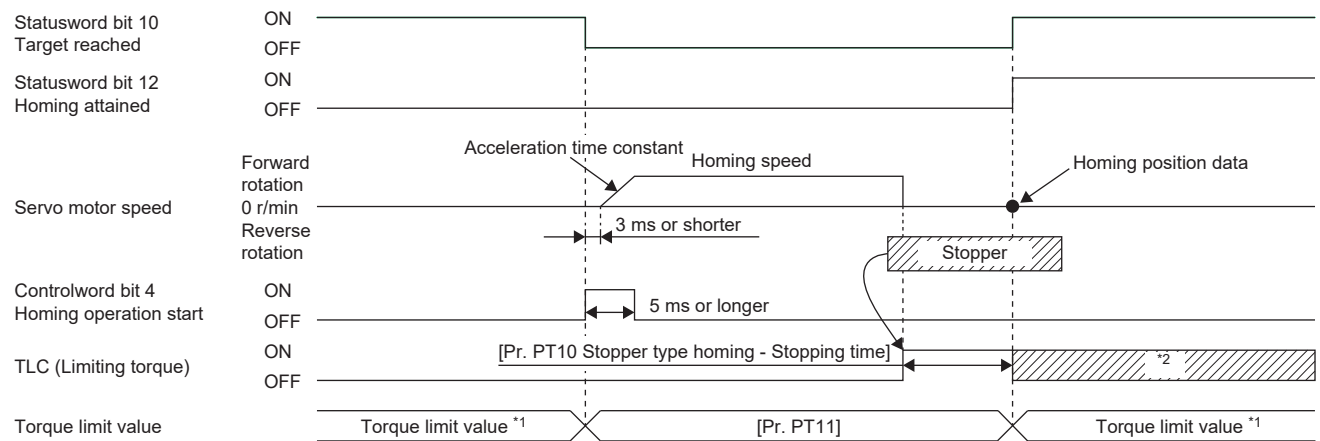 Statusword bit 10
Target reached
ON
OFF
Statusword bit 12
Homing attained
ON
OFF
Servo motor speed
Forward
rotation
0 r/min
Reverse
rotation
Acceleration time constant
Homing speed
Homing position data
3 ms or shorter
Stopper
Controlword bit 4
Homing operation start
ON
OFF
5 ms or longer
TLC (Limiting torque)
ON
OFF
[Pr. PT10 Stopper type homing - Stopping time]
*2
Torque limit value
Torque limit value *1
[Pr. PT11]
Torque limit value *1